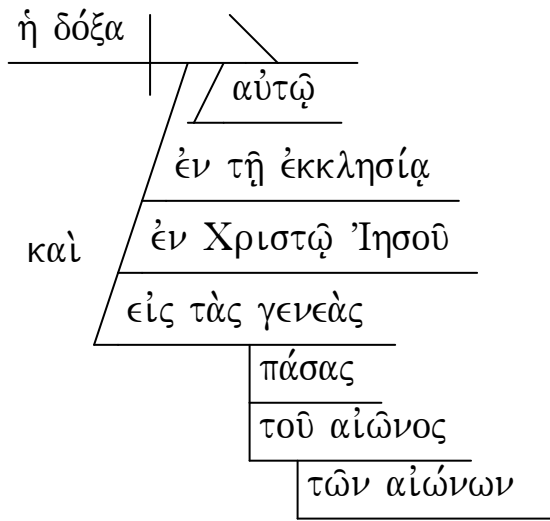 ἡ δόξα
αὐτῷ
ἐν τῇ ἐκκλησίᾳ
καὶ
ἐν Χριστῷ Ἰησοῦ
εἰς τὰς γενεὰς
πάσας
τοῦ αἰῶνος
τῶν αἰώνων